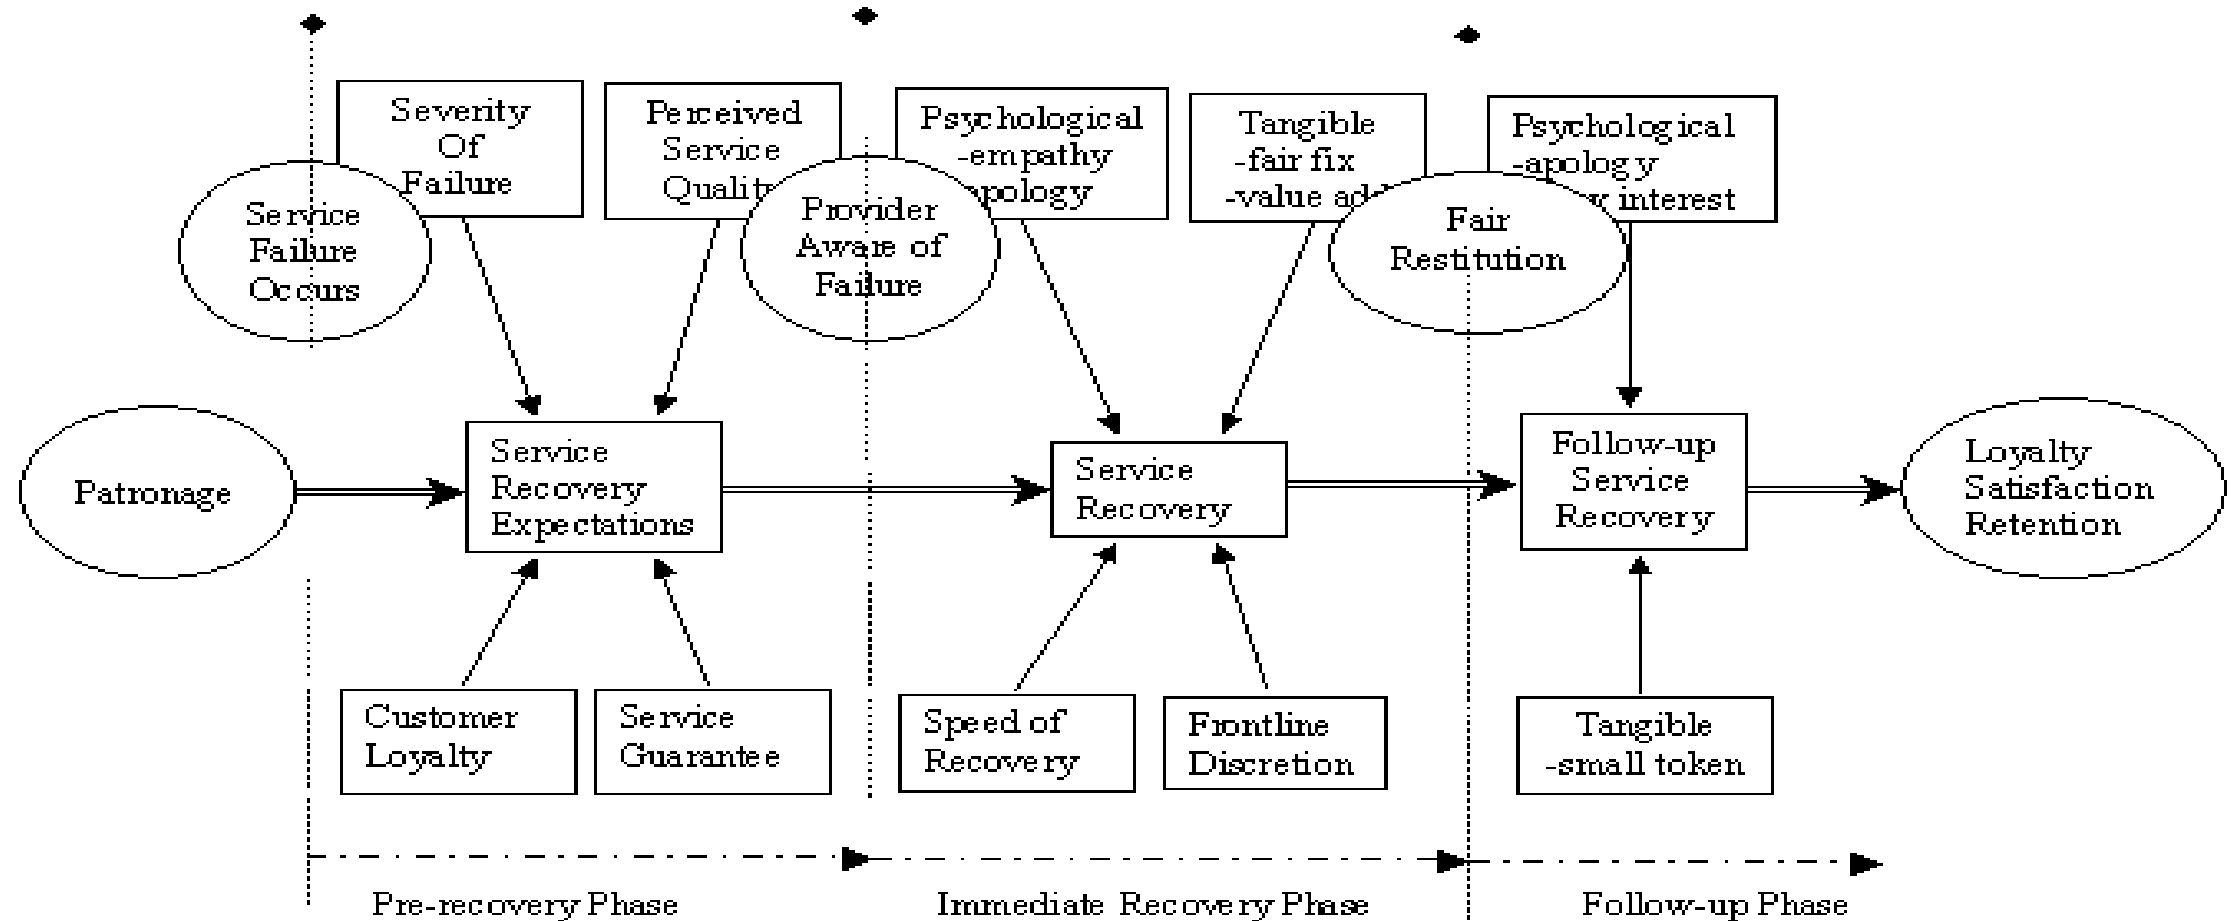 Severity
Of
Failure
Perceived
Service
Psychological
-empathy
Tangible
-fair fix
-value
Psychological
-apology
interest
Service
Failure
Occurs
Provider
Aware of
Failure
Fair
Restitution
Patronage
Service
Recovery
Expectations
Service
Recovery
Follow-up
Service
Recovery
Loyalty
Satisfaction
Retention
Customer
Loyalty
Service
Guarantee
Speed of
Recovery
Frontline
Discretion
Tangible
-small token
Pre-recovery Phase
Immediate Recovery Phase
Follow-up Phase